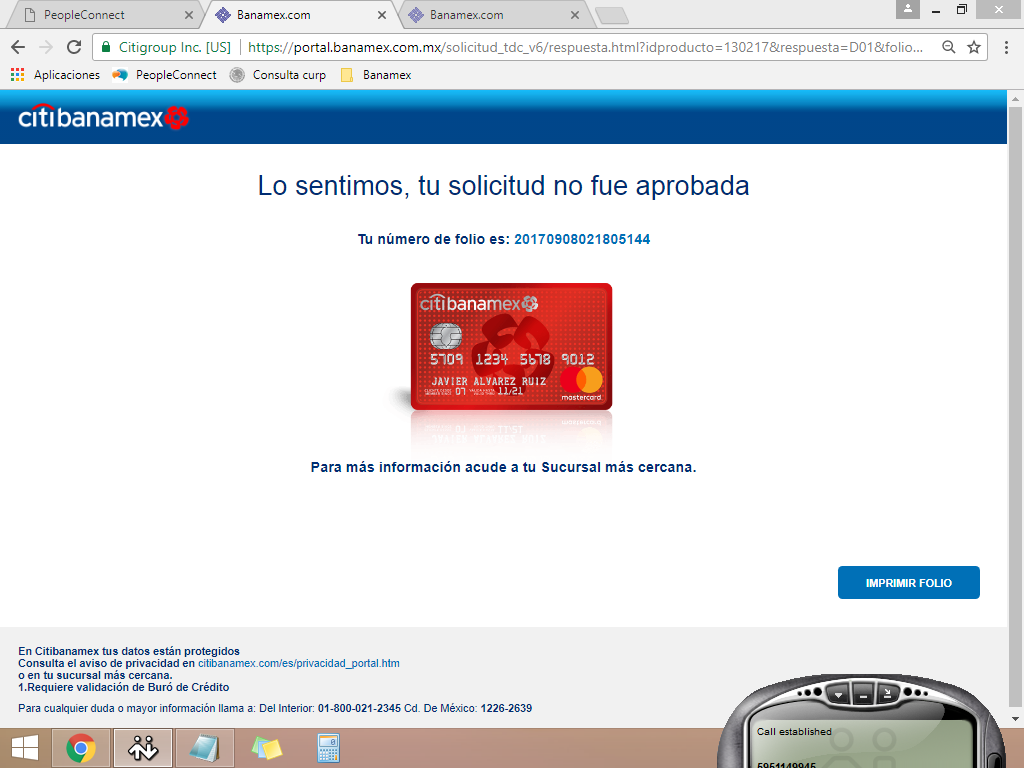 PeopleConnect
Banamex.com
Banamex.com
Citigroup Inc. [US]
https://portal.banamex.com.mx/solicitud_tdc_v6/respuesta.html?idproducto=130217&respuesta=D01&folio...
Aplicaciones
PeopleConnect
Consulta curp
Banamex
citibanamex
Lo sentimos, tu solicitud no fue aprobada
Tu número de folio es: 20170908021805144
citibanamex
5709 1234 5678 9012
JAVIER ALVAREZ RUIZ
07 11/21
mastercard
Para más información acude a tu Sucursal más cercana.
IMPRIMIR FOLIO
En Citibanamex tus datos están protegidos
Consulta el aviso de privacidad en citibanamex.com/es/privacidad_portal.htm
o en tu sucursal más cercana.
1.Requiere validación de Buró de Crédito
Para cualquier duda o mayor información llama a: Del Interior: 01-800-021-2345 Cd. De México: 1226-2639
Call established
5951149945